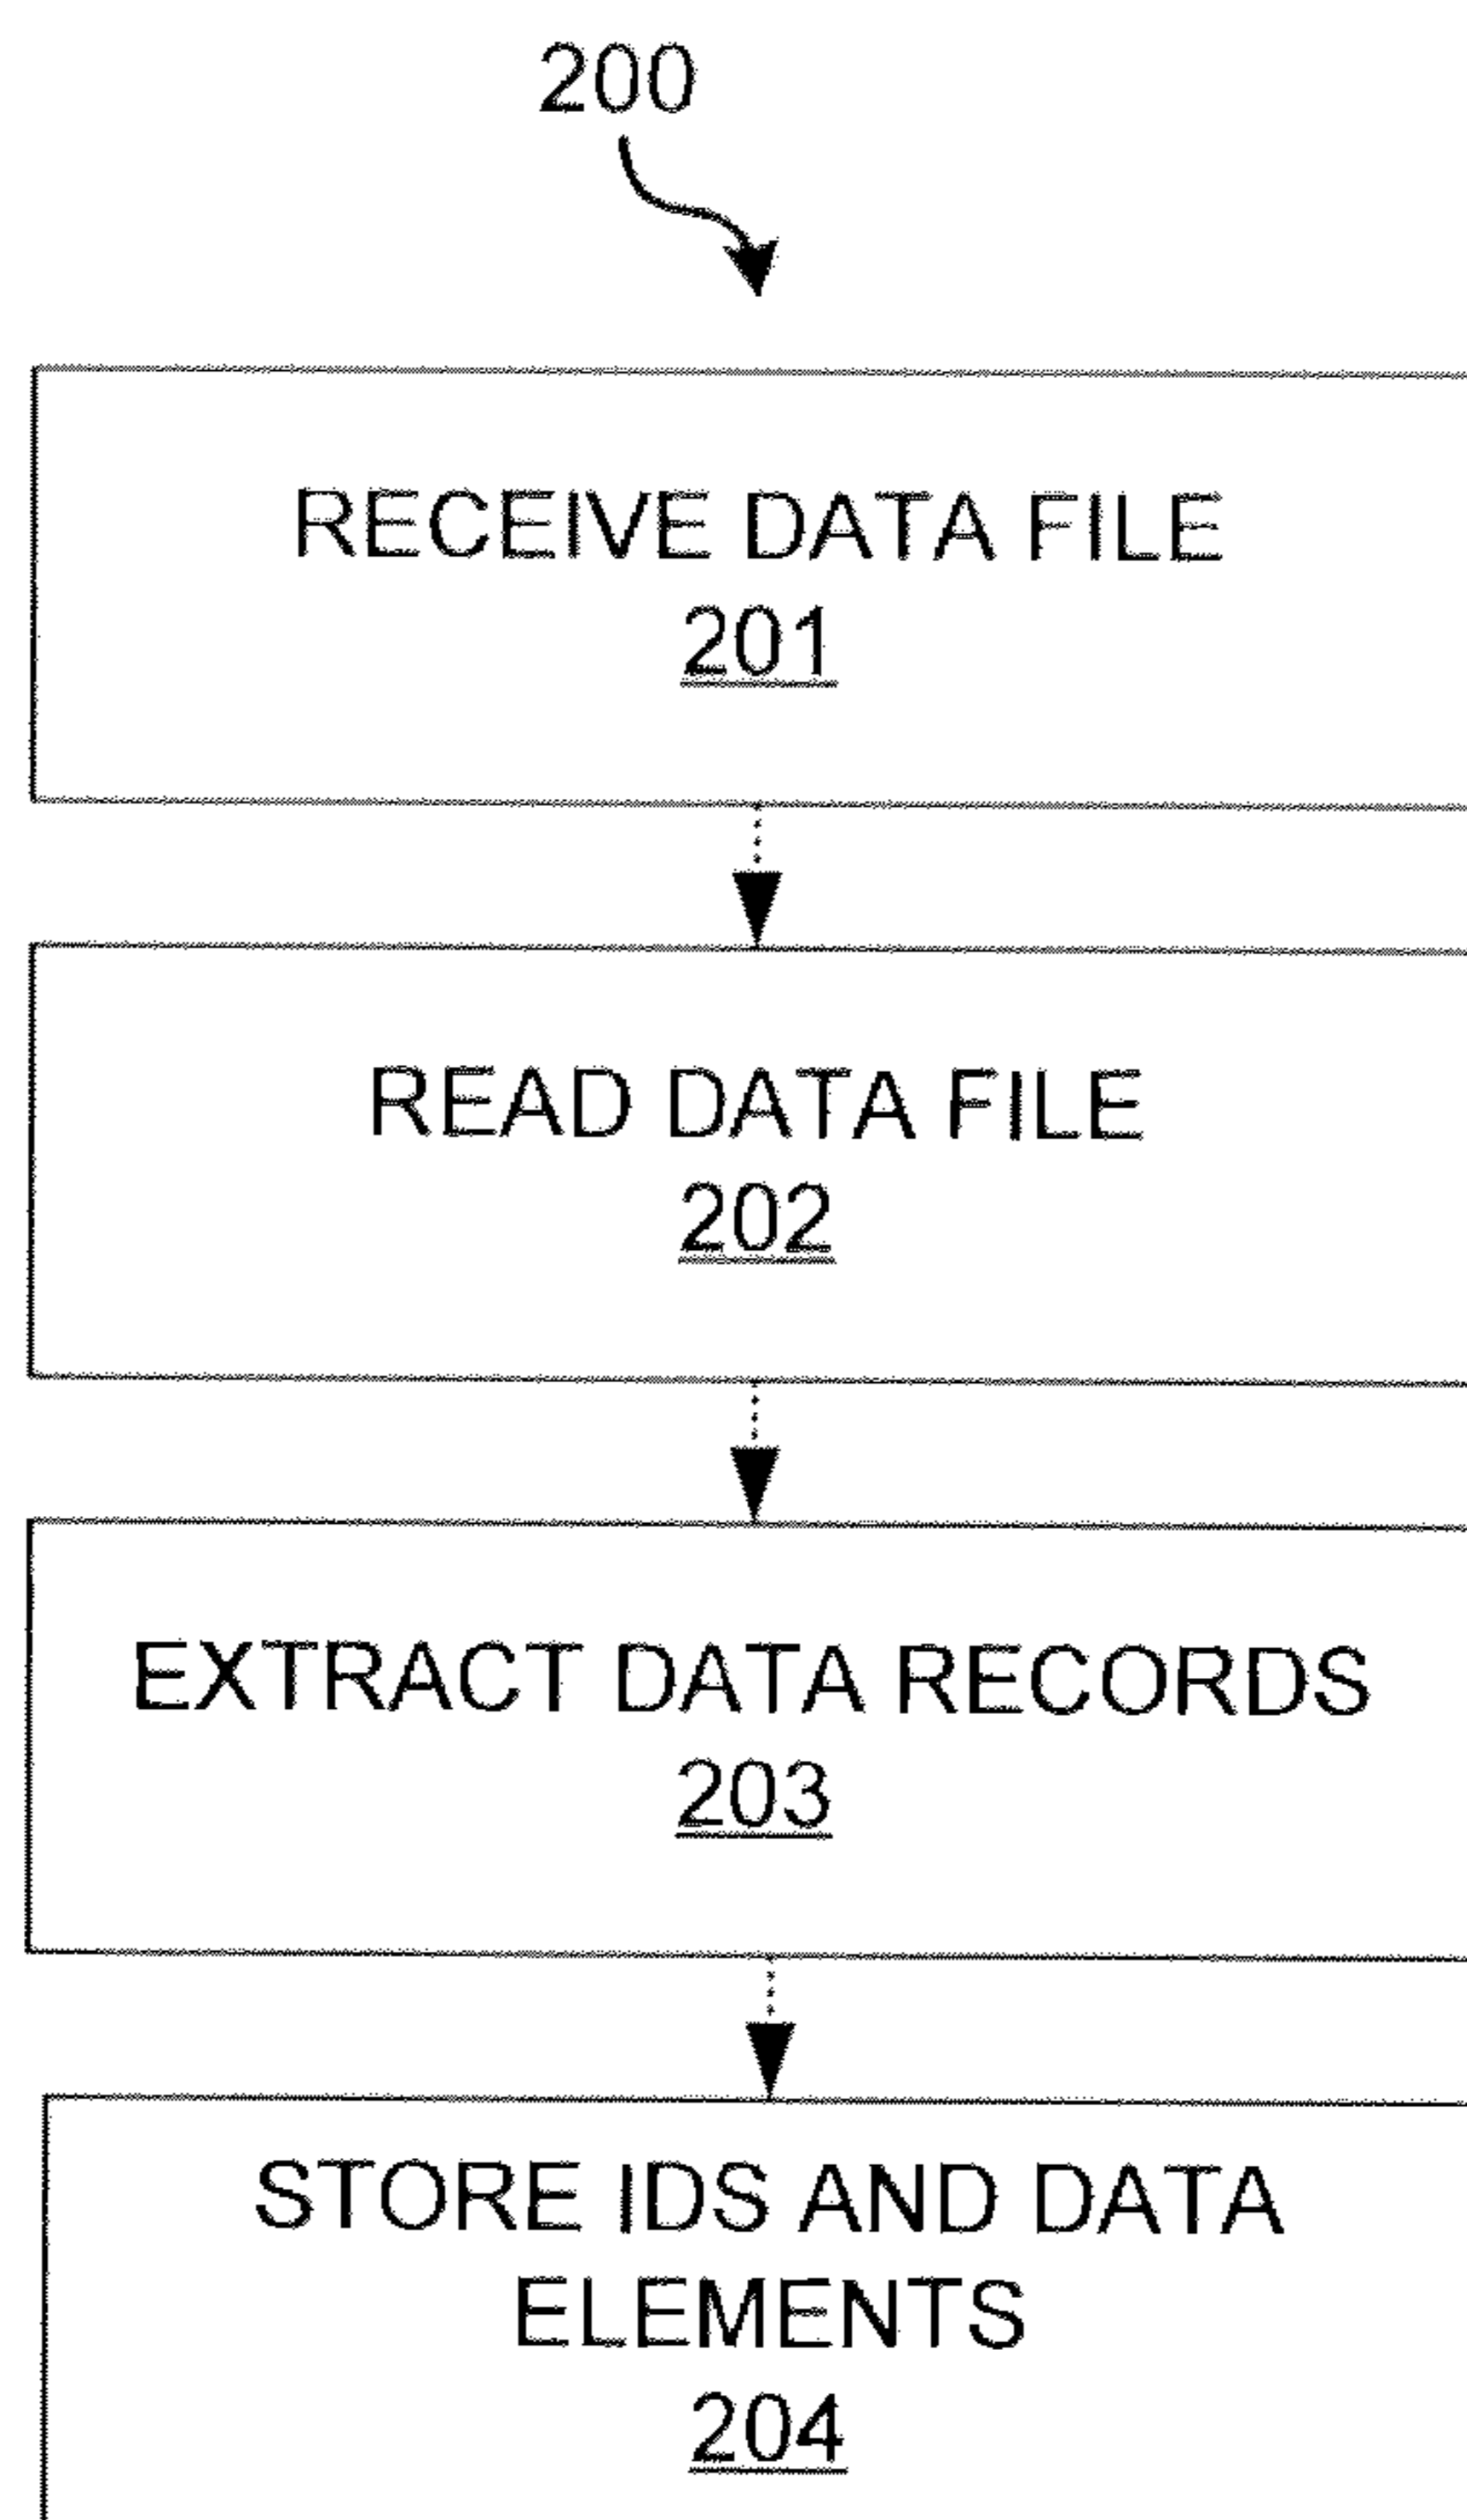 200
RECEIVE DATA FILE
201
READ DATA FILE
202
EXTRACT DATA RECORDS
203
STORE IDS AND DATA
ELEMENTS
204